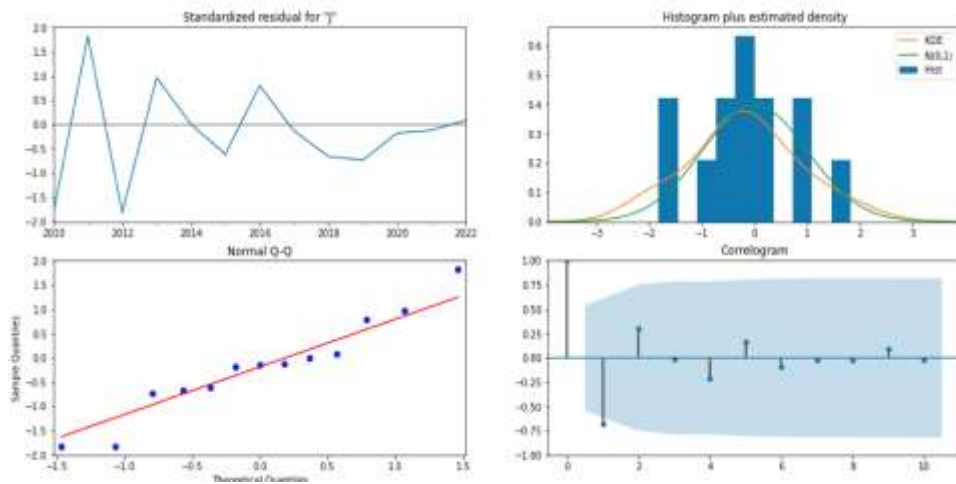 Standardized residual for "J"
2.0
1.5
1.0
0.5
0.0
−0.5
−1.0
−1.5
−2.0
2010 2012 2014 2016 2018 2020 2022
Histogram plus estimated density
KDE
N(0,1)
Hist
0.6
0.5
0.4
0.3
0.2
0.1
0.0
−3 −2 −1 0 1 2 3
Normal Q-Q
Sample Quantiles
2.0
1.5
1.0
0.5
0.0
−0.5
−1.0
−1.5
−2.0
−1.5 −1.0 −0.5 0.0 0.5 1.0 1.5
Theoretical Quantiles
Correlogram
1.00
0.75
0.50
0.25
0.00
−0.25
−0.50
−0.75
−1.00
0 2 4 6 8 10